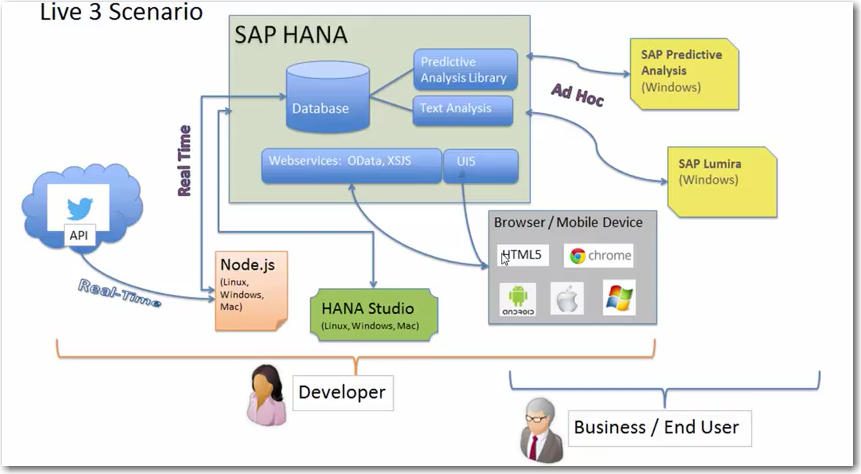 Live 3 Scenario
SAP HANA
Predictive
Analysis Library
Database
Text Analysis
Webservices: OData, XSJS
UI5
SAP Predictive
Analysis
(Windows)
Ad Hoc
SAP Lumira
(Windows)
Real Time
API
Real-Time
Node.js
(Linux,
Windows,
Mac)
HANA Studio
(Linux, Windows, Mac)
Browser / Mobile Device
HTML5
chrome
ANDROID
Developer
Business / End User